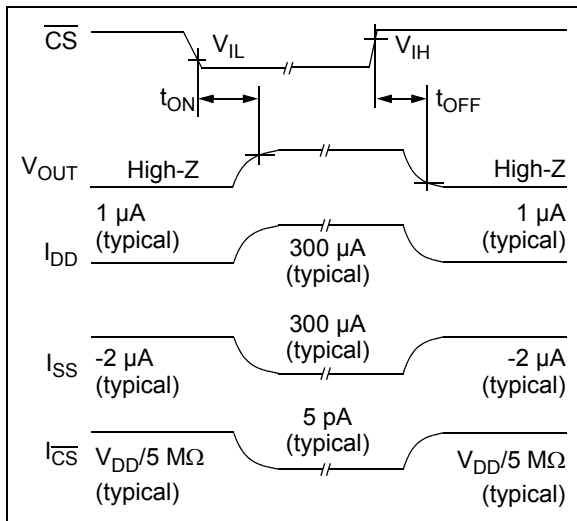 C̅S̅
V_IL
V_IH
t_ON
t_OFF
V_OUT
High-Z
High-Z
1 µA
(typical)
1 µA
(typical)
I_DD
300 µA
(typical)
300 µA
(typical)
I_SS
-2 µA
(typical)
-2 µA
(typical)
5 pA
(typical)
I_C̅S̅
V_DD/5 MΩ
(typical)
V_DD/5 MΩ
(typical)